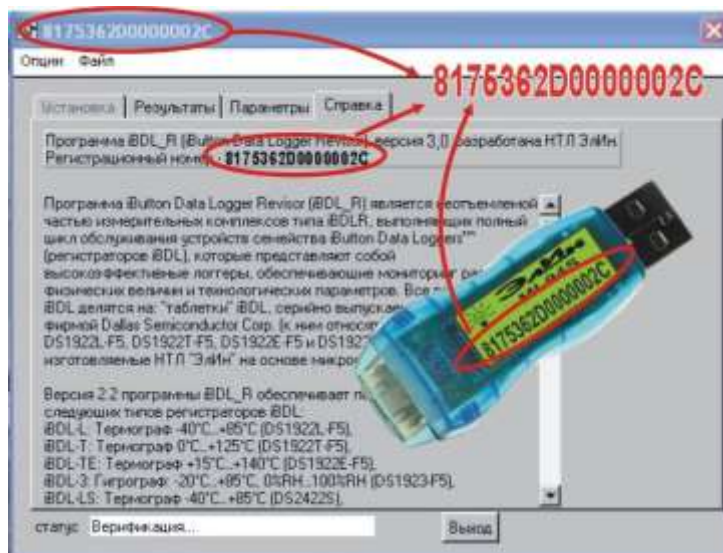 8175362D0000002C
Опции Файл
8175362D0000002C
Установка Результаты Параметры Справка
Программа iBDL_R (iButton Data Logger Revisor), версия 3,0 разработана НТЛ ЭлИн.
Регистрационный номер - 8175362D0000002C
Программа iButton Data Logger Revisor (iBDL_R) является неотъемленой
частью измерительных комплексов типа iBDLR, выполняющих полный
цикл обслуживания устройств семейства iButton Data Loggers
(регистраторов iBDL), которые представляют собой
высокоэффективные логгеры, обеспечивающие мониторинг
физических величин и технологических параметров. Все
iBDL делятся на: "таблетки" iBDL, серийно
фирмой Dallas Semiconductor Corp. (к ним
DS1922L-F5, DS1922T-F5, DS1922E-F5 и
изготовляемые НТЛ "ЭлИн" на основе
ЭлИн
8175362D0000002C
Версия 2.2 программы iBDL_R обеспечивает
следующих типов регистраторов iBDL:
iBDL-L: Термограф -40°C..+85°C (DS1922L-F5),
iBDL-T: Термограф 0°C..+125°C (DS1922T-F5),
iBDL-TE: Термограф +15°C..+140°C (DS1922E-F5),
iBDL-3: Гигрограф: -20°C..+85°C, 0%RH..100%RH (DS1923-F5),
iBDL-LS: Термограф -40°C..+85°C (DS2422S),
статус Верификация...
Выход